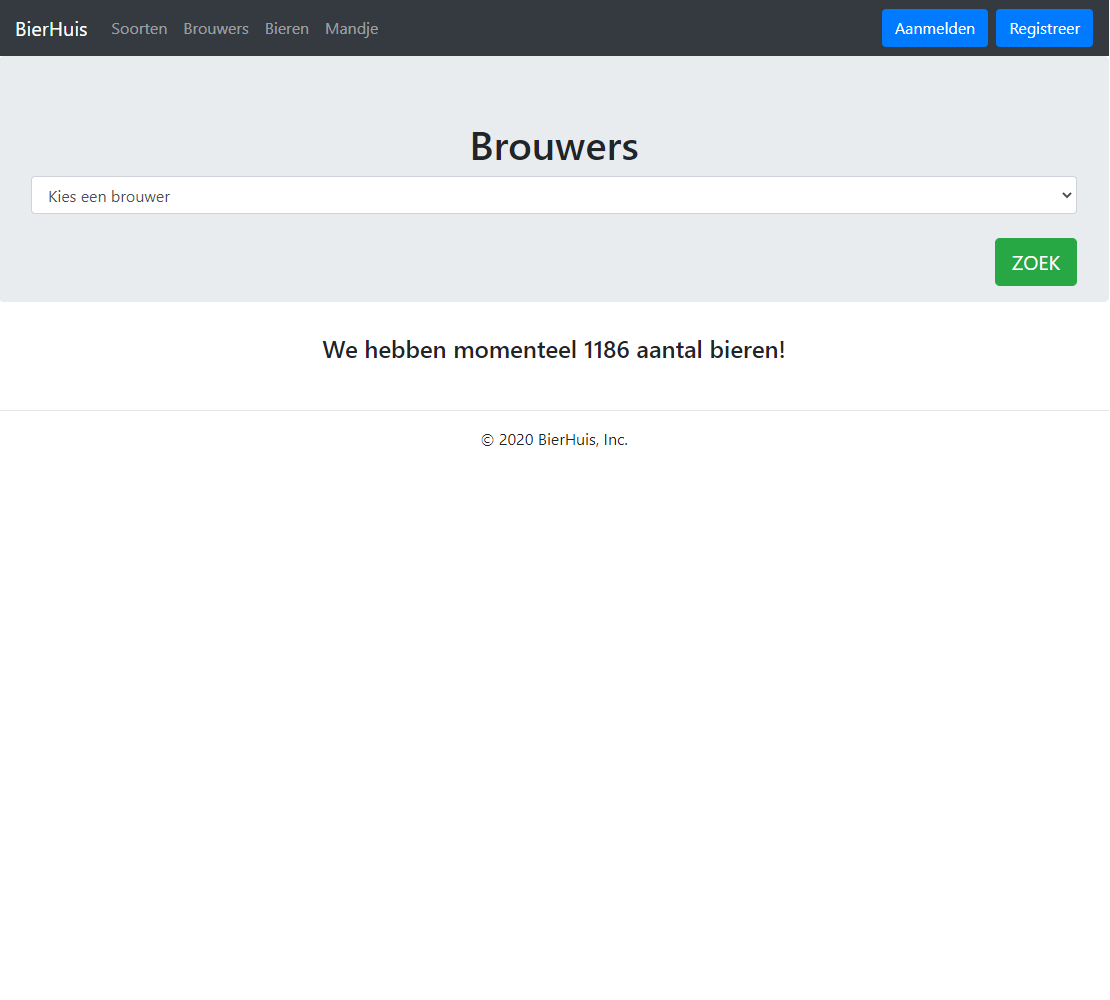 BierHuis Soorten Brouwers Bieren Mandje Aanmelden Registreer
Brouwers
Kies een brouwer
ZOEK
We hebben momenteel 1186 aantal bieren!
© 2020 BierHuis, Inc.